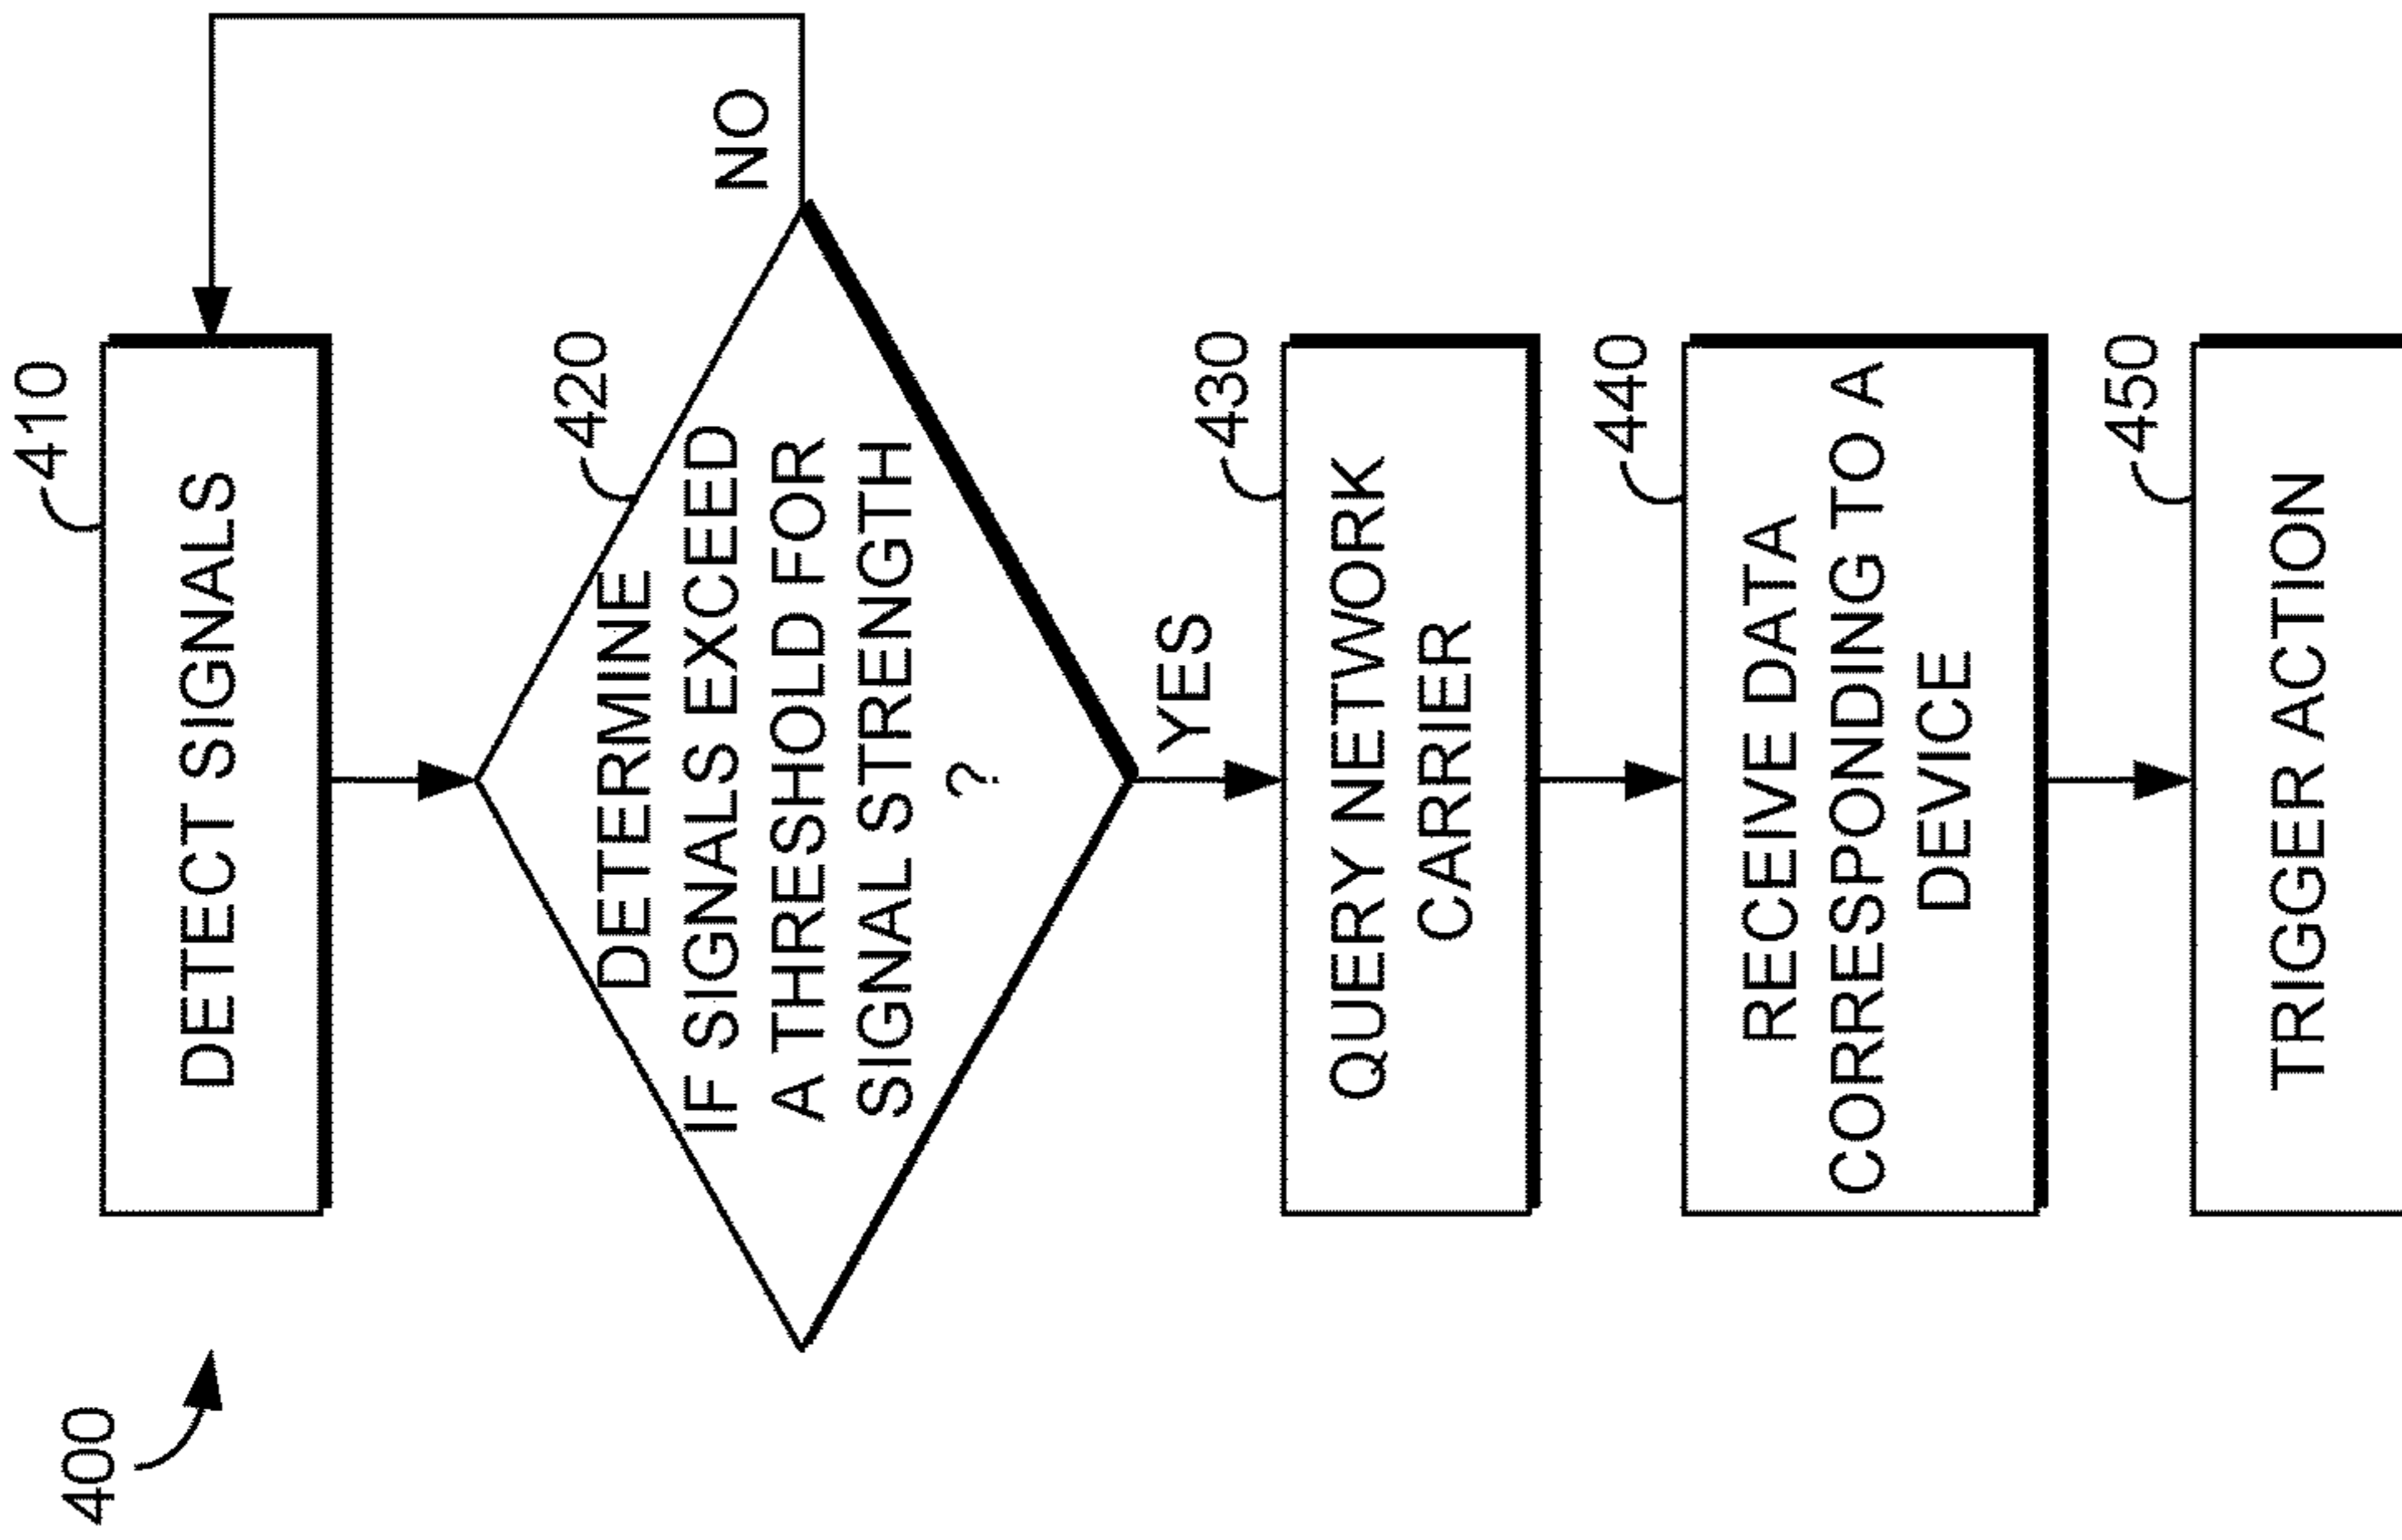 400
410
DETECT SIGNALS
420
DETERMINE
IF SIGNALS EXCEED
A THRESHOLD FOR
SIGNAL STRENGTH
?
NO
YES
430
QUERY NETWORK
CARRIER
440
RECEIVE DATA
CORRESPONDING TO A
DEVICE
450
TRIGGER ACTION